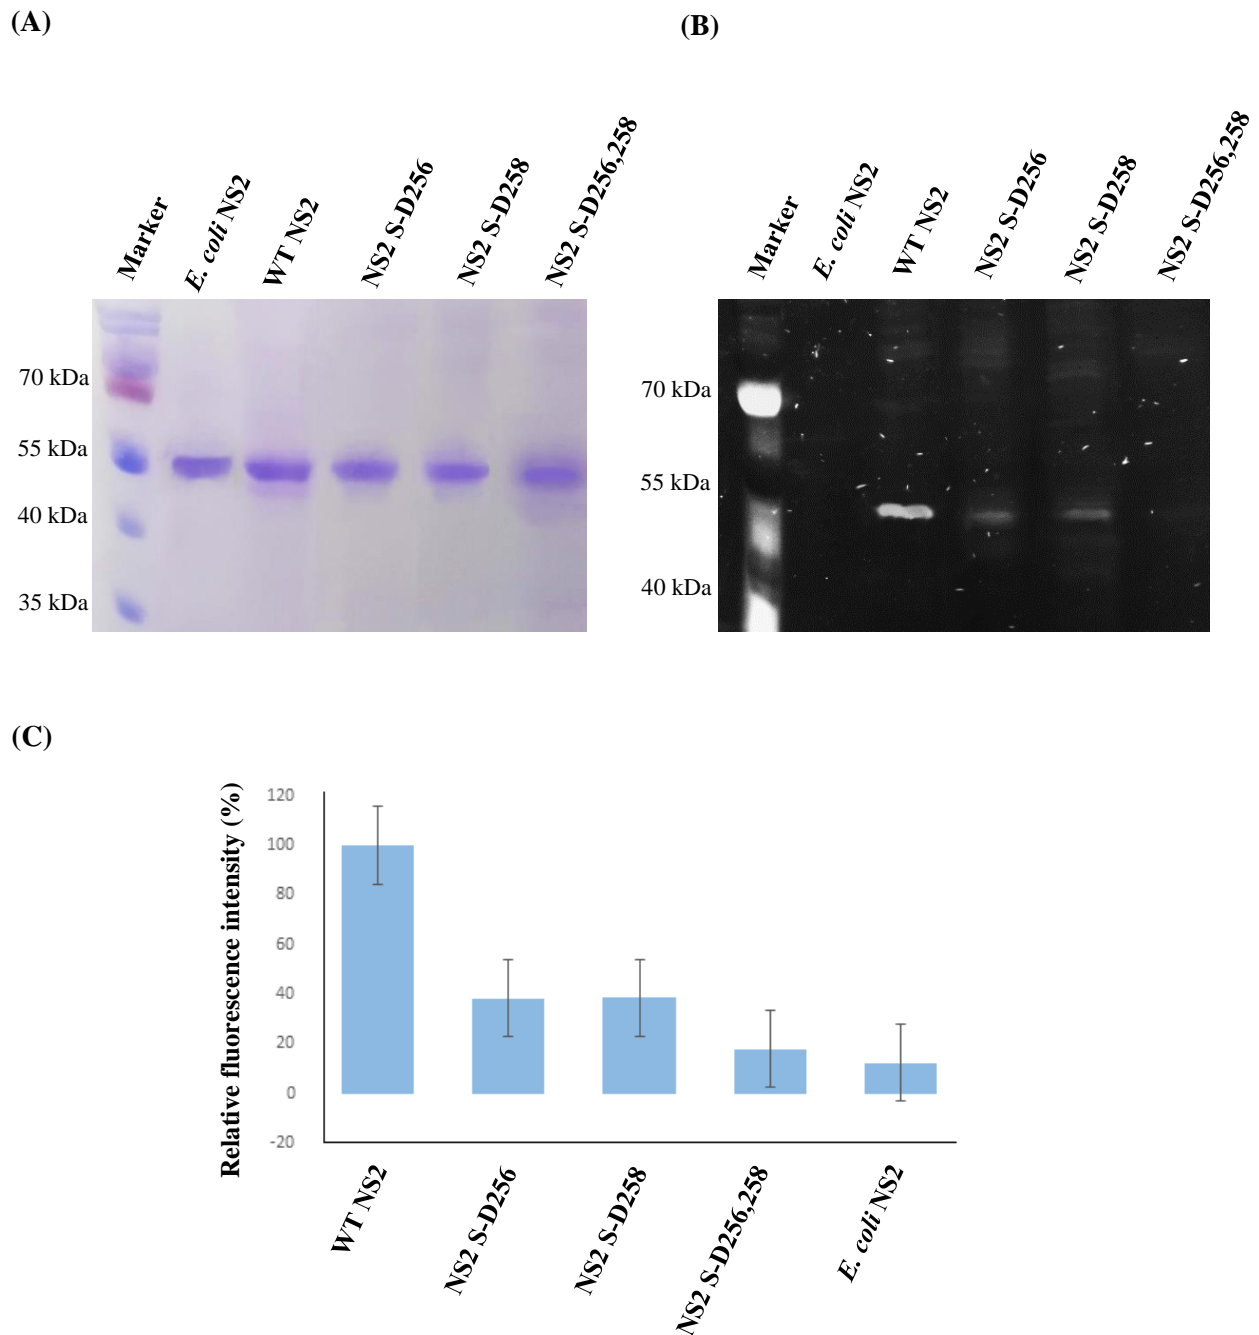 (A)
(B)
Marker
E. coli NS2
WT NS2
NS2 S-D256
NS2 S-D258
NS2 S-D256,258
Marker
E. coli NS2
WT NS2
NS2 S-D256
NS2 S-D258
NS2 S-D256,258
70 kDa
55 kDa
40 kDa
35 kDa
70 kDa
55 kDa
40 kDa
(C)
Relative fluorescence intensity (%)
120
100
80
60
40
20
0
-20
WT NS2
NS2 S-D256
NS2 S-D258
NS2 S-D256,258
E. coli NS2